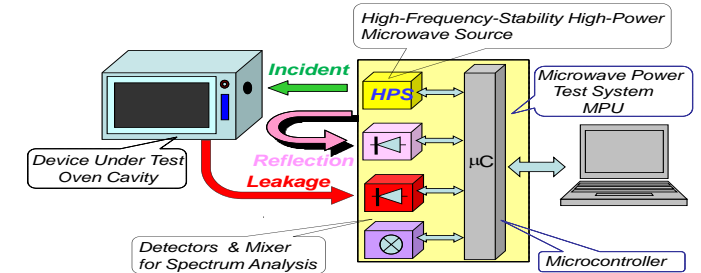 High-Frequency-Stability High-Power
Microwave Source
Incident
HPS
Microwave Power
Test System
MPU
Device Under Test
Oven Cavity
Reflection
Leakage
µC
Detectors & Mixer
for Spectrum Analysis
Microcontroller